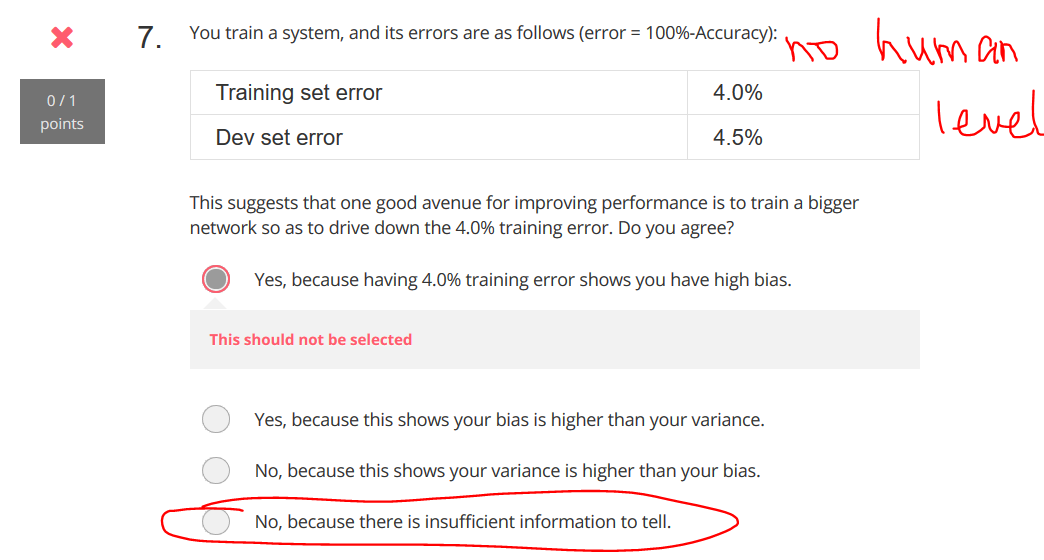 7. You train a system, and its errors are as follows (error = 100%-Accuracy):
no human
level
0 / 1
points
Training set error 4.0%
Dev set error 4.5%
This suggests that one good avenue for improving performance is to train a bigger
network so as to drive down the 4.0% training error. Do you agree?
Yes, because having 4.0% training error shows you have high bias.
This should not be selected
Yes, because this shows your bias is higher than your variance.
No, because this shows your variance is higher than your bias.
No, because there is insufficient information to tell.